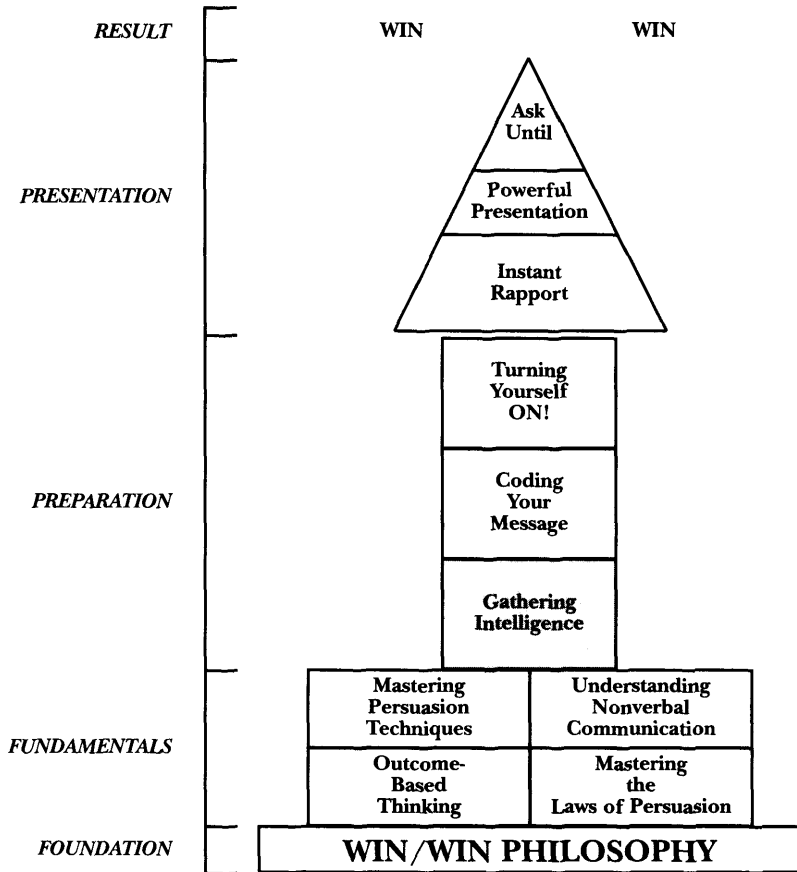 RESULT
WIN WIN
PRESENTATION
Ask
Until
Powerful
Presentation
Instant
Rapport
PREPARATION
Turning
Yourself
ON!
Coding
Your
Message
Gathering
Intelligence
FUNDAMENTALS
Mastering
Persuasion
Techniques
Understanding
Nonverbal
Communication
Outcome-
Based
Thinking
Mastering
the
Laws of Persuasion
FOUNDATION
WIN/WIN PHILOSOPHY